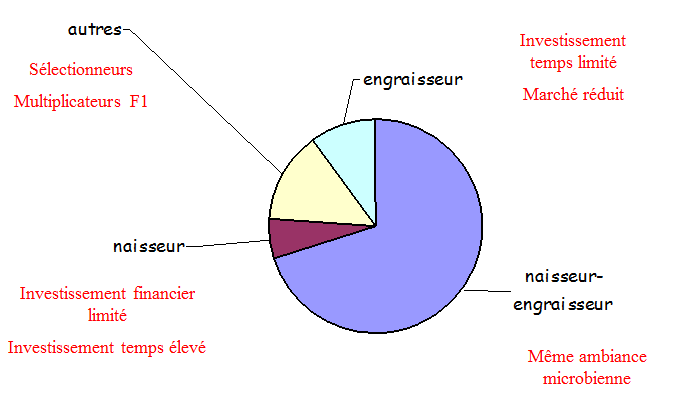 autres
Sélectionneurs
Multiplicateurs F1
engraisseur
Investissement
temps limité
Marché réduit
naisseur
Investissement financier
limité
Investissement temps élevé
naisseur-
engraisseur
Même ambiance
microbienne